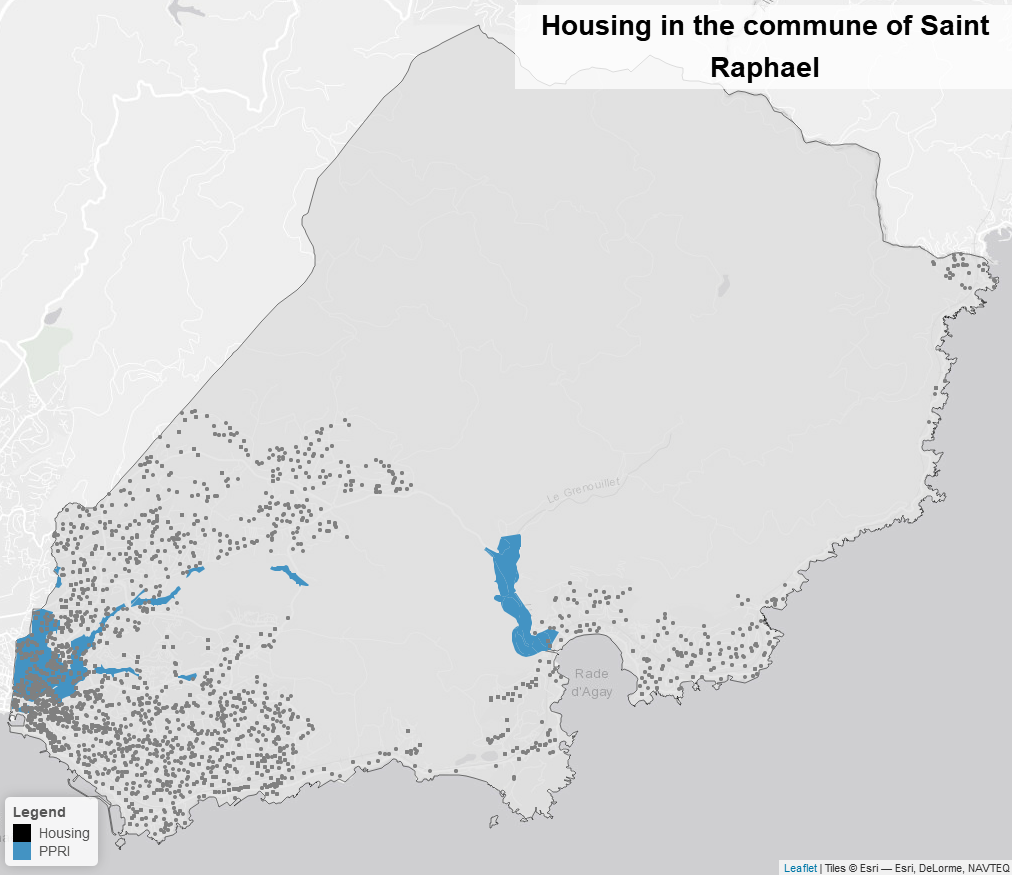 Housing in the commune of Saint
Raphael
Le Grenouillet
Rade
d'Agay
Legend
Housing
PPRI
Leaflet | Tiles © Esri — Esri, DeLorme, NAVTEQ